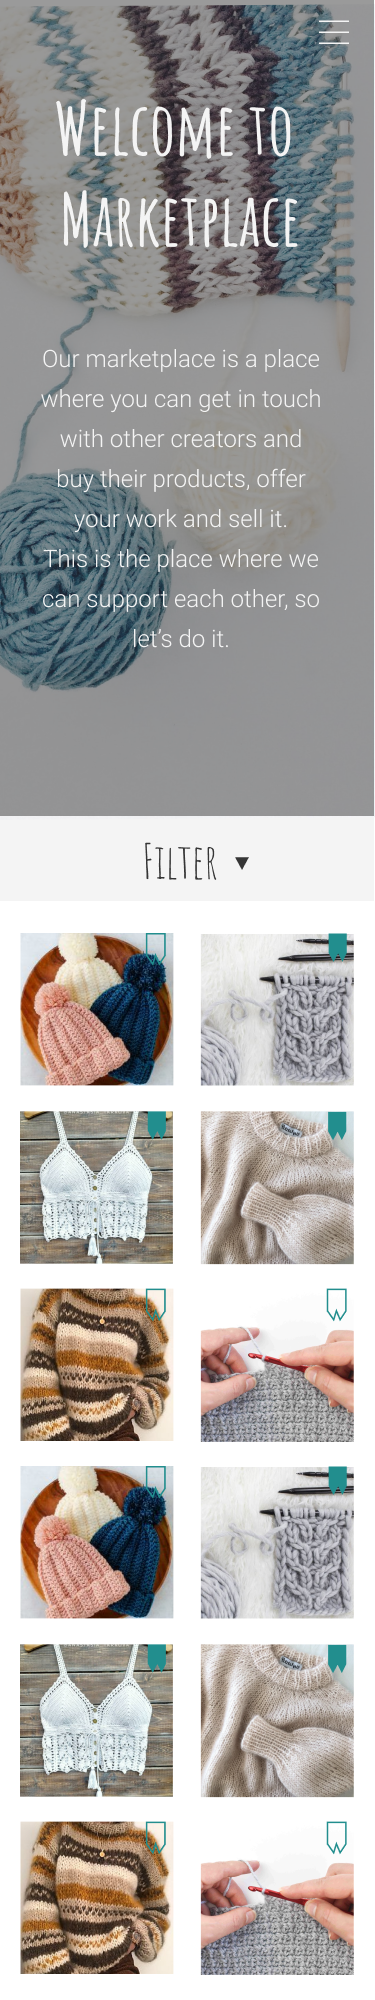 Welcome to
Marketplace
Our marketplace is a place
where you can get in touch
with other creators and
buy their products, offer
your work and sell it.
This is the place where we
can support each other, so
let's do it.
Filter ▼